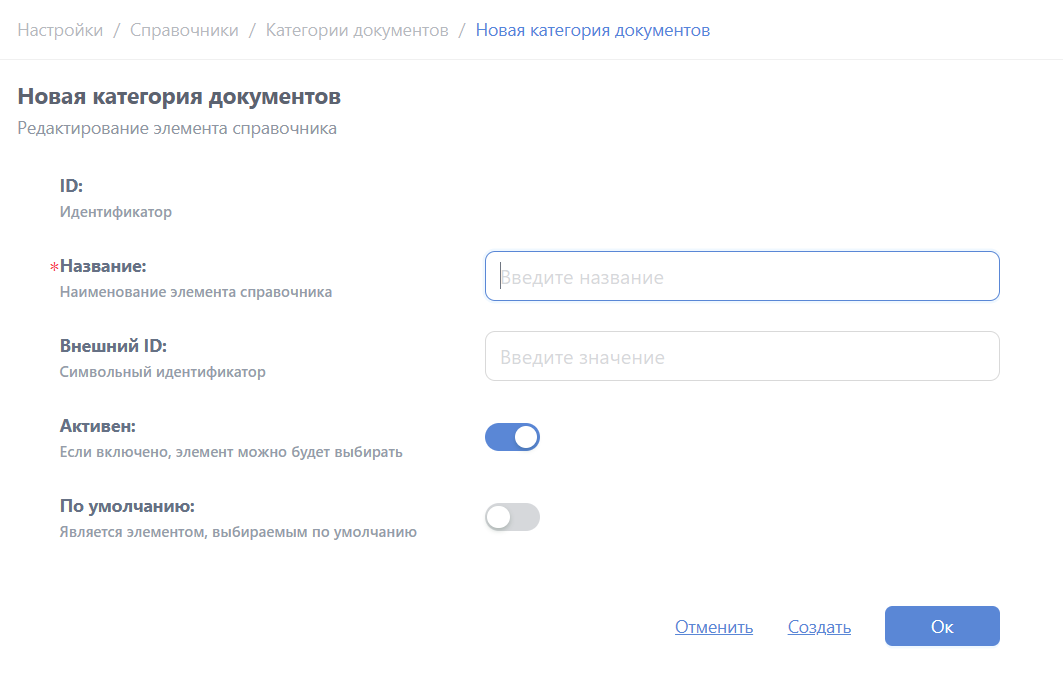 Настройки / Справочники / Категории документов / Новая категория документов
Новая категория документов
Редактирование элемента справочника
ID:
Идентификатор
*Название:
Наименование элемента справочника
Введите название
Внешний ID:
Символьный идентификатор
Введите значение
Активен:
Если включено, элемент можно будет выбирать
По умолчанию:
Является элементом, выбираемым по умолчанию
Отменить Создать Ок